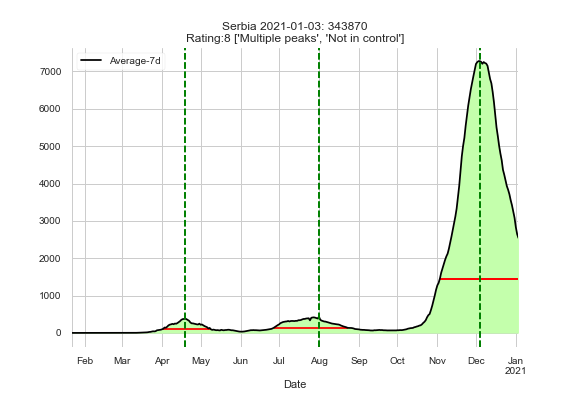 Serbia 2021-01-03: 343870
Rating:8 ['Multiple peaks', 'Not in control']
Average-7d
7000
6000
5000
4000
3000
2000
1000
0
Feb Mar Apr May Jun Jul Aug Sep Oct Nov Dec Jan
2021
Date